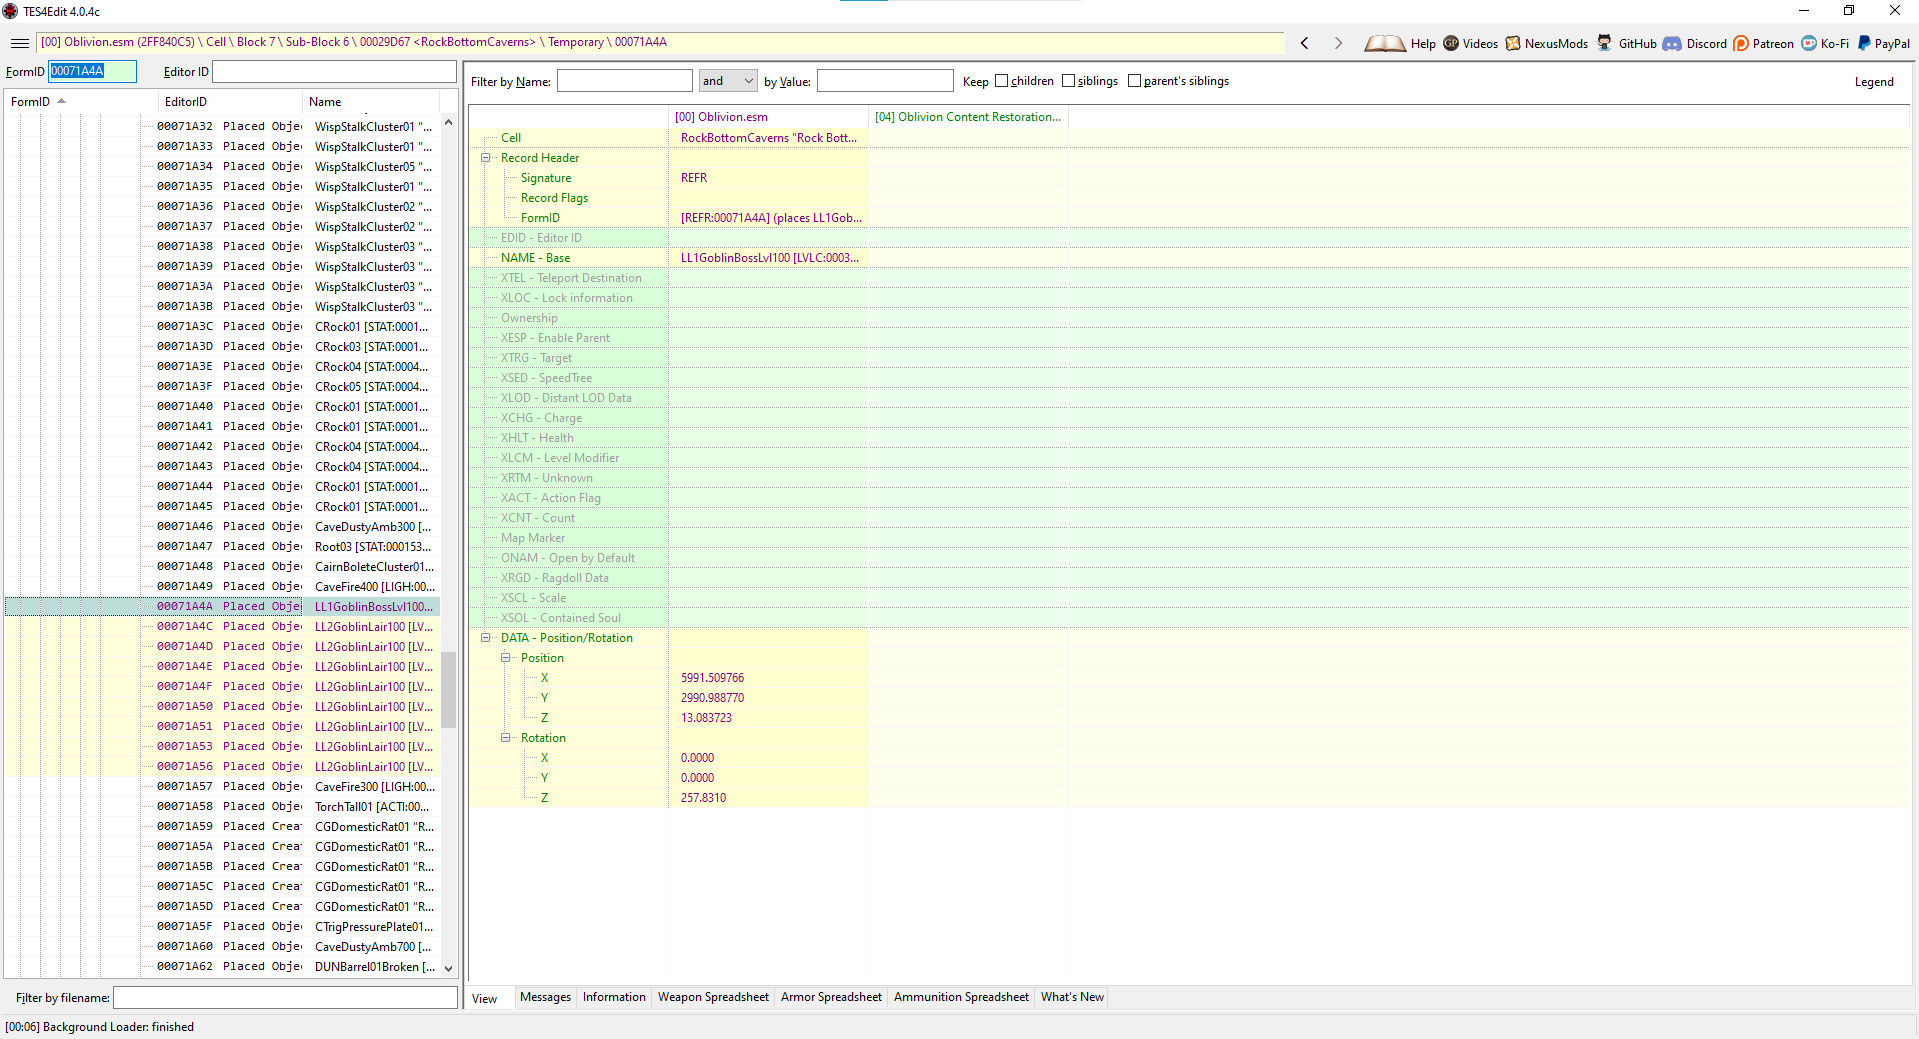 TES4Edit 4.0.4c
[00] Oblivion.esm (2FF840C5) \ Cell \ Block 7 \ Sub-Block 6 \ 00029D67 <RockBottomCaverns> \ Temporary \ 00071A4A
Help Videos NexusMods GitHub Discord Patreon Ko-Fi PayPal
FormID 00071A4A Editor ID
FormID EditorID Name
00071A32 Placed Obje WispStalkCluster01 "...
00071A33 Placed Obje WispStalkCluster01 "...
00071A34 Placed Obje WispStalkCluster05 "...
00071A35 Placed Obje WispStalkCluster01 "...
00071A36 Placed Obje WispStalkCluster02 "...
00071A37 Placed Obje WispStalkCluster02 "...
00071A38 Placed Obje WispStalkCluster03 "...
00071A39 Placed Obje WispStalkCluster03 "...
00071A3A Placed Obje WispStalkCluster03 "...
00071A3B Placed Obje WispStalkCluster03 "...
00071A3C Placed Obje CRock01 [STAT:0001...
00071A3D Placed Obje CRock03 [STAT:0001...
00071A3E Placed Obje CRock04 [STAT:0004...
00071A3F Placed Obje CRock05 [STAT:0004...
00071A40 Placed Obje CRock01 [STAT:0001...
00071A41 Placed Obje CRock01 [STAT:0001...
00071A42 Placed Obje CRock04 [STAT:0004...
00071A43 Placed Obje CRock04 [STAT:0004...
00071A44 Placed Obje CRock01 [STAT:0001...
00071A45 Placed Obje CRock01 [STAT:0001...
00071A46 Placed Obje CaveDustyAmb300 [...
00071A47 Placed Obje Root03 [STAT:000153...
00071A48 Placed Obje CairnBoleteCluster01...
00071A49 Placed Obje CaveFire400 [LIGH:00...
00071A4A Placed Obje LL1GoblinBossLvl100...
00071A4C Placed Obje LL2GoblinLair100 [LV...
00071A4D Placed Obje LL2GoblinLair100 [LV...
00071A4E Placed Obje LL2GoblinLair100 [LV...
00071A4F Placed Obje LL2GoblinLair100 [LV...
00071A50 Placed Obje LL2GoblinLair100 [LV...
00071A51 Placed Obje LL2GoblinLair100 [LV...
00071A53 Placed Obje LL2GoblinLair100 [LV...
00071A56 Placed Obje LL2GoblinLair100 [LV...
00071A57 Placed Obje CaveFire300 [LIGH:00...
00071A58 Placed Obje TorchTall01 [ACTI:00...
00071A59 Placed Crea CGDomesticRat01 "R...
00071A5A Placed Crea CGDomesticRat01 "R...
00071A5B Placed Crea CGDomesticRat01 "R...
00071A5C Placed Crea CGDomesticRat01 "R...
00071A5D Placed Crea CGDomesticRat01 "R...
00071A5F Placed Obje CTrigPressurePlate01...
00071A60 Placed Obje CaveDustyAmb700 [...
00071A62 Placed Obje DUNBarrel01Broken [...
Filter by filename:
Filter by Name: and by Value: Keep children siblings parent's siblings Legend
[00] Oblivion.esm [04] Oblivion Content Restoration...
Cell RockBottomCaverns "Rock Bott...
Record Header
Signature REFR
Record Flags
FormID [REFR:00071A4A] (places LL1Gob...
EDID - Editor ID
NAME - Base LL1GoblinBossLvl100 [LVLC:0003...
XTEL - Teleport Destination
XLOC - Lock information
Ownership
XESP - Enable Parent
XTRG - Target
XSED - SpeedTree
XLOD - Distant LOD Data
XCHG - Charge
XHLT - Health
XLCM - Level Modifier
XRTM - Unknown
XACT - Action Flag
XCNT - Count
Map Marker
ONAM - Open by Default
XRGD - Ragdoll Data
XSCL - Scale
XSOL - Contained Soul
DATA - Position/Rotation
Position
X 5991.509766
Y 2990.988770
Z 13.083723
Rotation
X 0.0000
Y 0.0000
Z 257.8310
View Messages Information Weapon Spreadsheet Armor Spreadsheet Ammunition Spreadsheet What's New
[00:06] Background Loader: finished